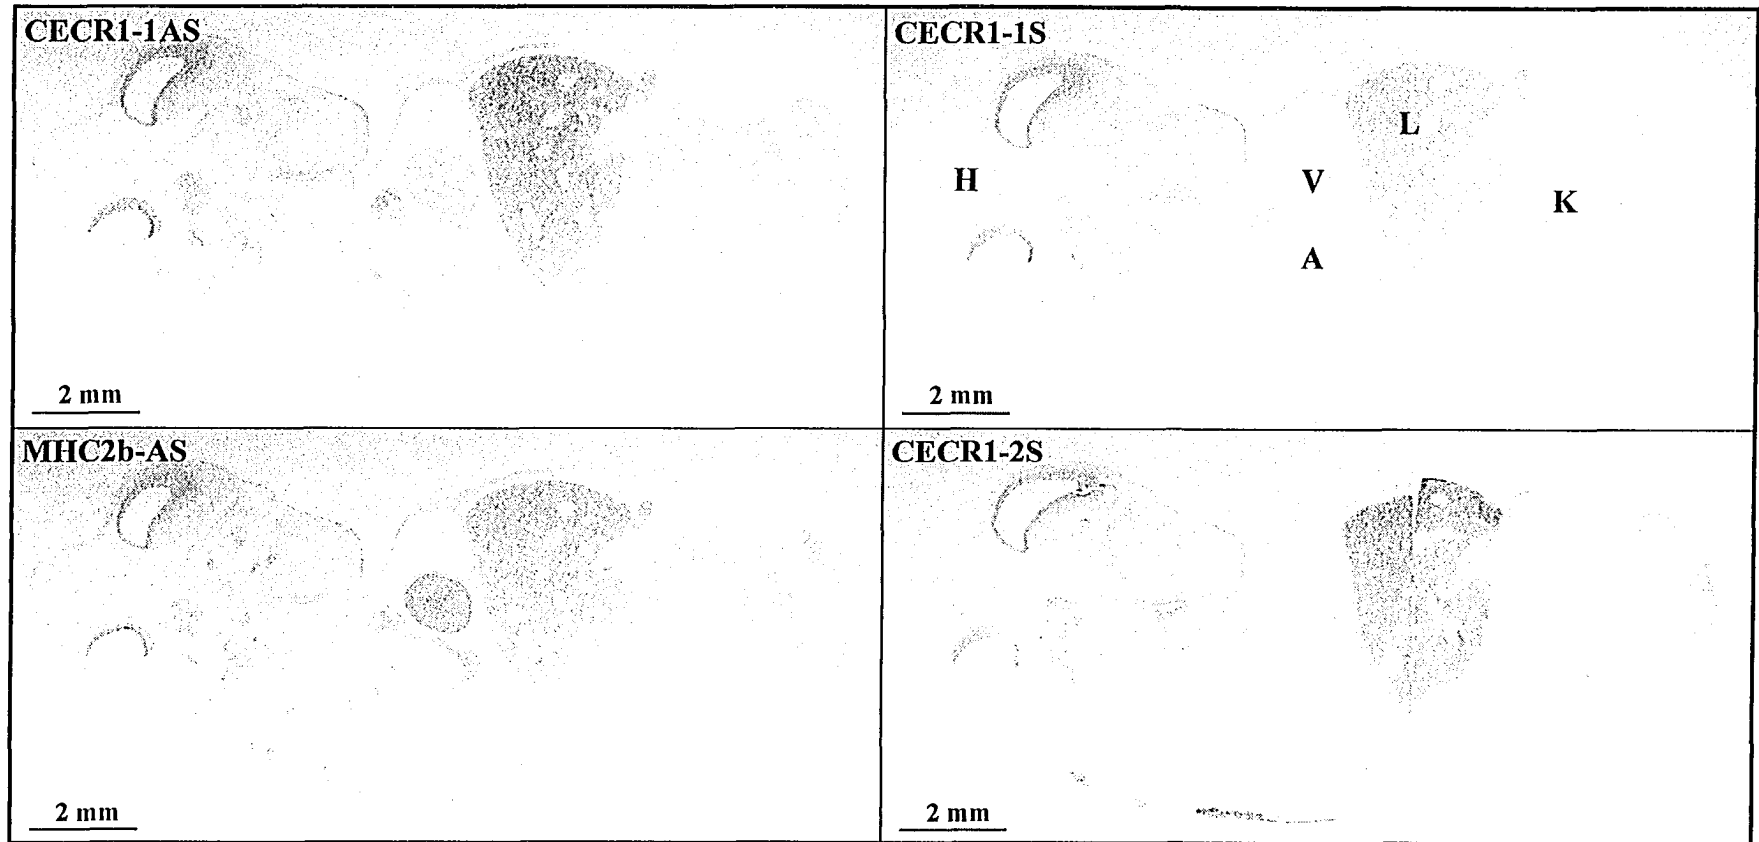 CECR1-1AS
2 mm
CECR1-1S
H
L
V
K
A
2 mm
MHC2b-AS
2 mm
CECR1-2S
2 mm